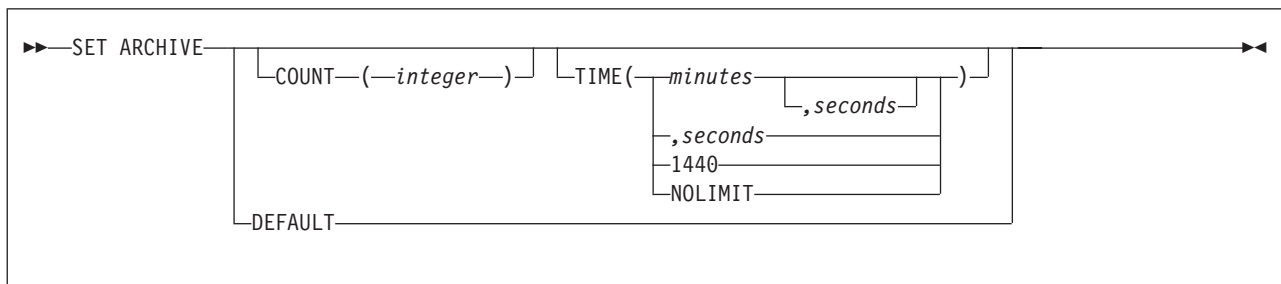 SET ARCHIVE
COUNT ( integer ) TIME( minutes )
,seconds
,seconds
1440
NOLIMIT
DEFAULT